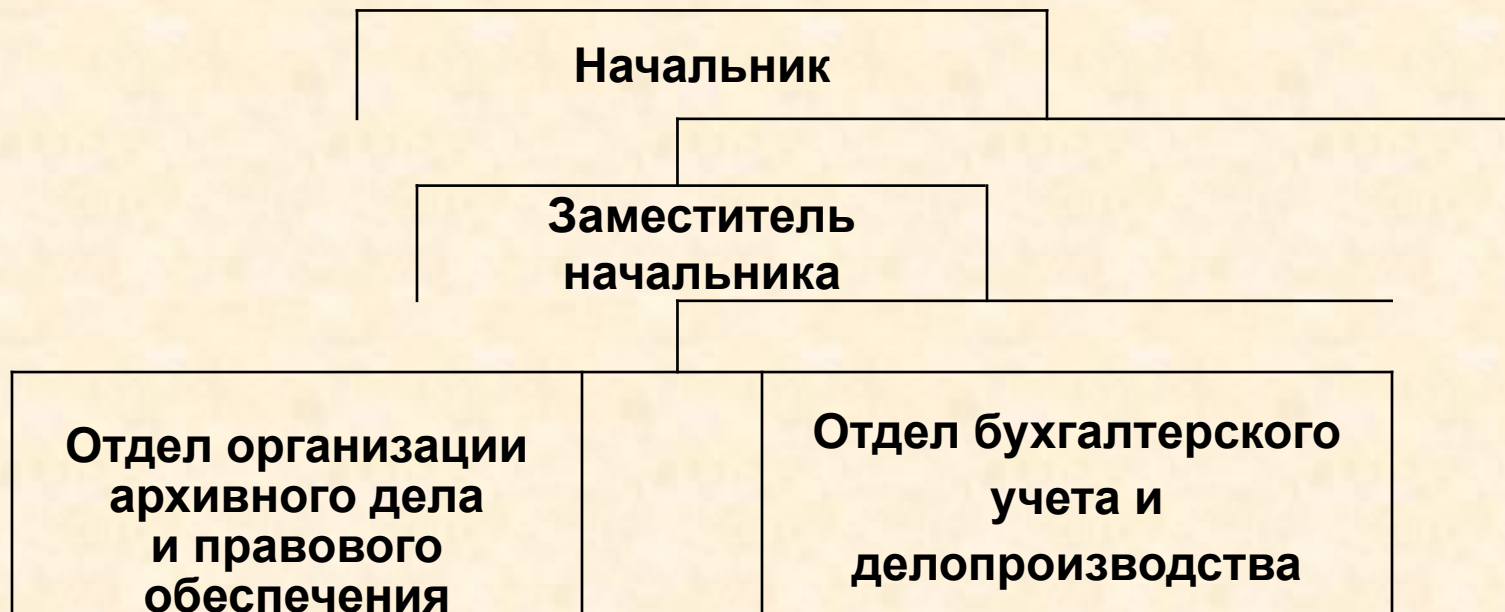 Начальник
Заместитель
начальника
Отдел организации
архивного дела
и правового
обеспечения
Отдел бухгалтерского
учета и
делопроизводства